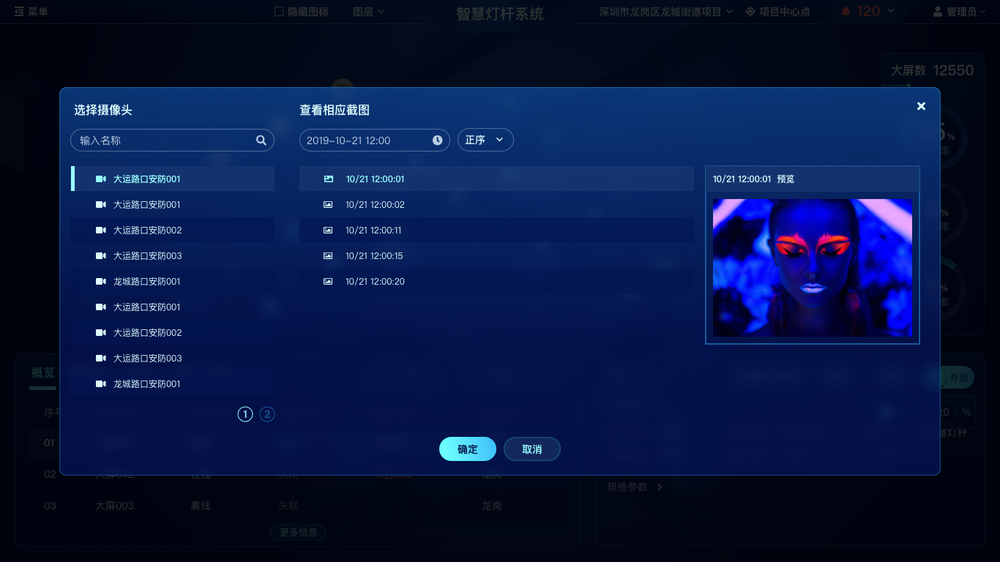 菜单
隐藏图标
图层
智慧灯杆系统
深圳市龙岗区龙城街道项目
项目中心点
120
管理员
大屏数 12550
选择摄像头
查看相应截图
输入名称
2019-10-21 12:00
正序
大运路口安防001
大运路口安防001
大运路口安防002
大运路口安防003
龙城路口安防001
大运路口安防001
大运路口安防002
大运路口安防003
龙城路口安防001
1 2
10/21 12:00:01
10/21 12:00:02
10/21 12:00:11
10/21 12:00:15
10/21 12:00:20
10/21 12:00:01 预览
%
率
%
率
%
率
确定
取消
概览
开启
序号
20 %
01
慧灯杆
02 大屏002 在线 龙岗
规格参数
03 大屏003 离线 失联 龙岗
更多信息